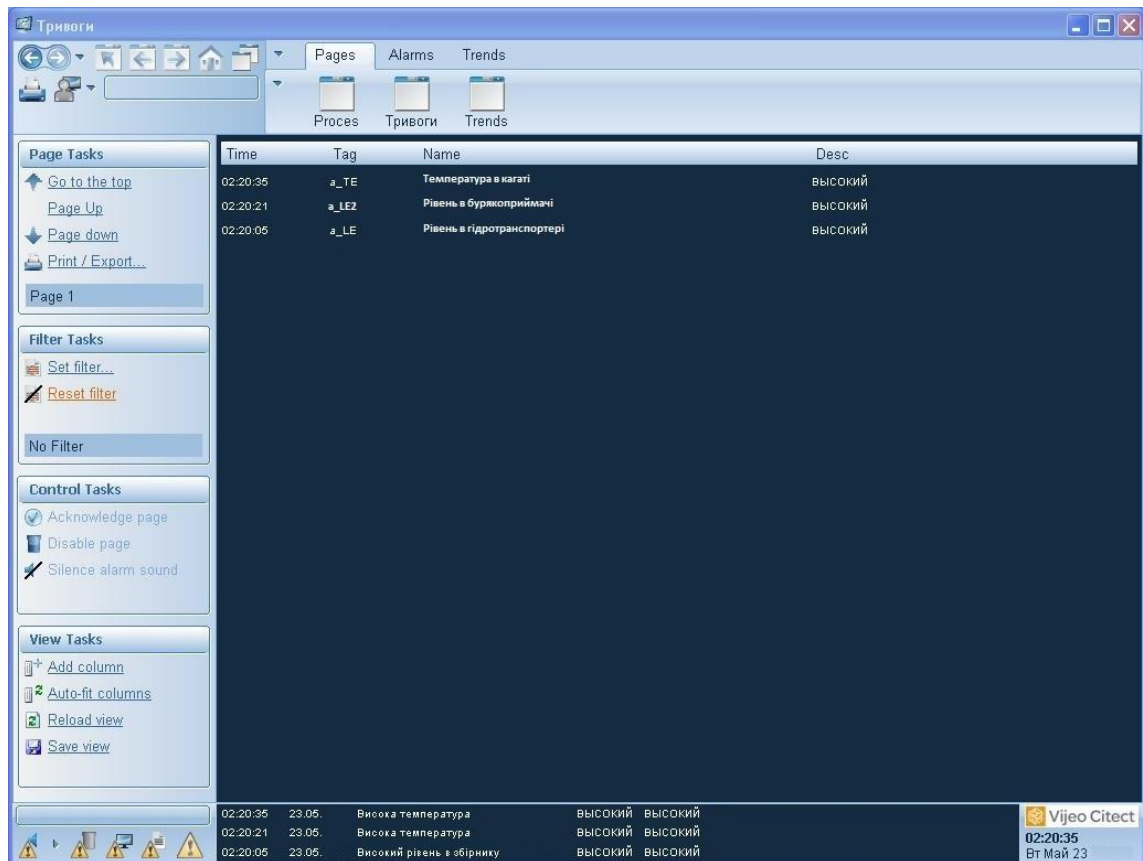 Тривоги
Pages Alarms Trends
Proces Тривоги Trends
Page Tasks
Go to the top
Page Up
Page down
Print / Export...
Page 1
Filter Tasks
Set filter...
Reset filter
No Filter
Control Tasks
Acknowledge page
Disable page
Silence alarm sound
View Tasks
Add column
Auto-fit columns
Reload view
Save view
Time Tag Name Desc
02:20:35 a_TE Температура в кагаті ВЫСОКИЙ
02:20:21 a_LE2 Рівень в бурякоприймачі ВЫСОКИЙ
02:20:05 a_LE Рівень в гідротранспортері ВЫСОКИЙ
02:20:35 23.05. Висока температура ВЫСОКИЙ ВЫСОКИЙ
02:20:21 23.05. Висока температура ВЫСОКИЙ ВЫСОКИЙ
02:20:05 23.05. Високий рівень в збірнику ВЫСОКИЙ ВЫСОКИЙ
Vijeo Citect
02:20:35
Вт Май 23